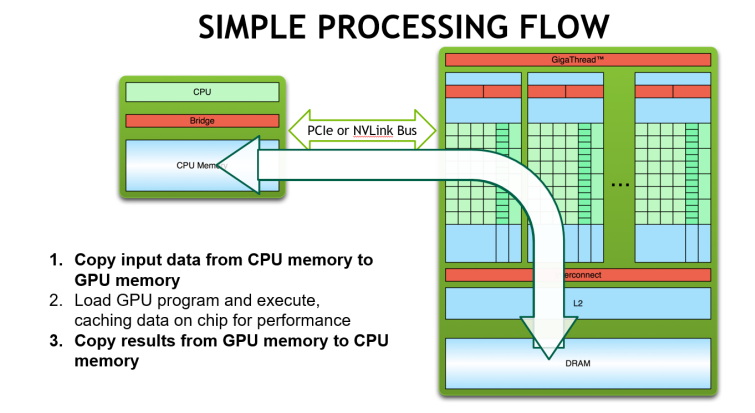 SIMPLE PROCESSING FLOW
GigaThread™
CPU
Bridge
PCIe or NVLink Bus
CPU Memory
...
1. Copy input data from CPU memory to
GPU memory
2. Load GPU program and execute,
caching data on chip for performance
3. Copy results from GPU memory to CPU
memory
erconnect
L2
DRAM